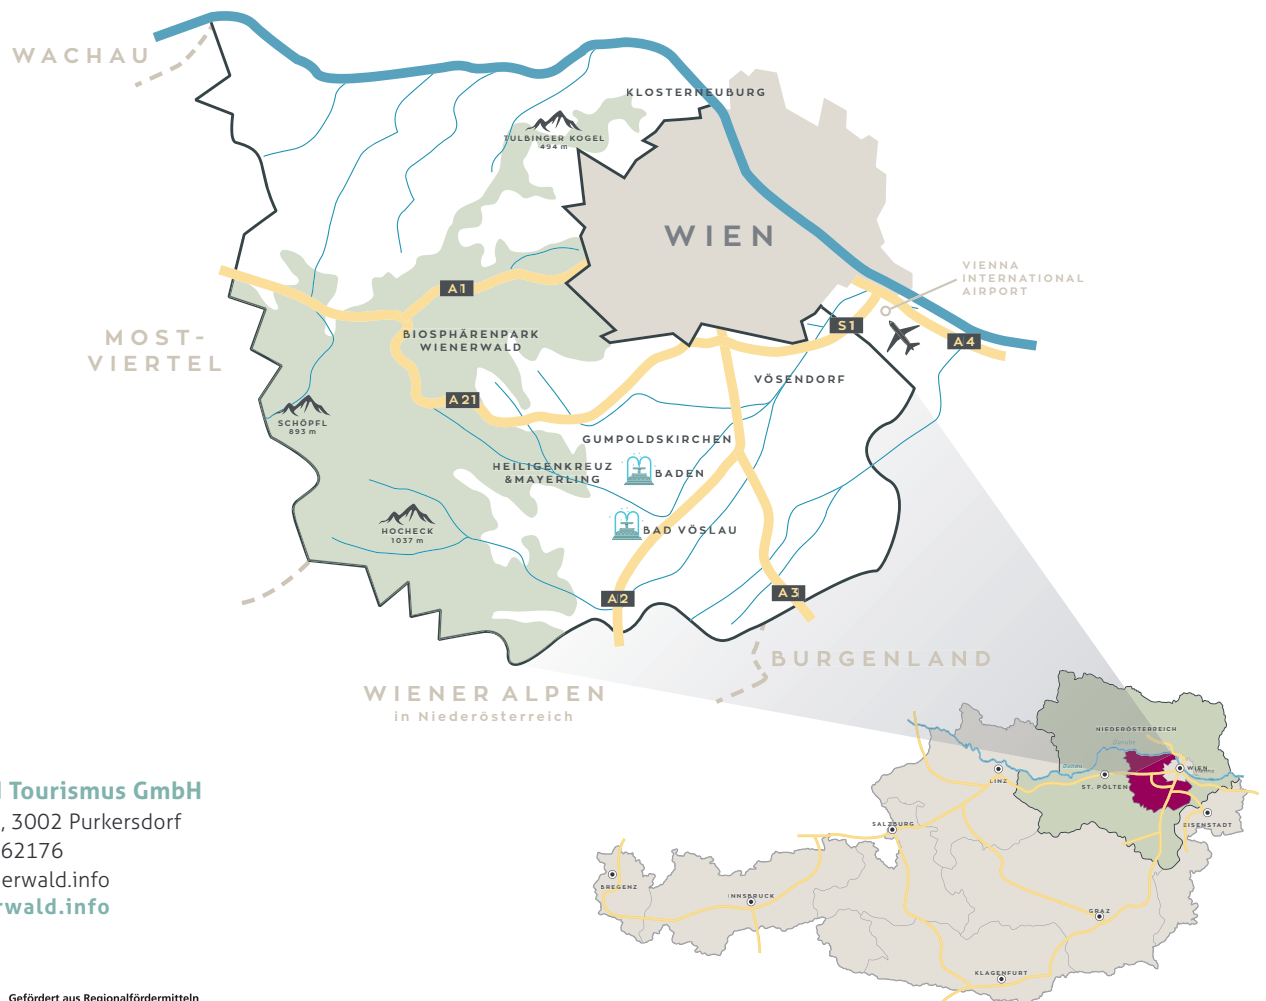 WACHAU
KLOSTERNEUBURG
TULBINGER KOGEL
494 m
WIEN
VIENNA
INTERNATIONAL
AIRPORT
A1
S1
A4
MOST-
VIERTEL
BIOSPHÄRENPARK
WIENERWALD
VÖSENDORF
A21
SCHÖPFL
893 m
GUMPOLDSKIRCHEN
HEILIGENKREUZ
&MAYERLING
BADEN
HOCHECK
1037 m
BAD VÖSLAU
A2
A3
BURGENLAND
WIENER ALPEN
in Niederösterreich
NIEDERÖSTERREICH
Donau
WIEN
LINZ
ST. PÖLTEN
EISENSTADT
SALZBURG
BREGENZ
INNSBRUCK
GRAZ
KLAGENFURT
Tourismus GmbH
, 3002 Purkersdorf
62176
erwald.info
rwald.info
Gefördert aus Regionalfördermitteln